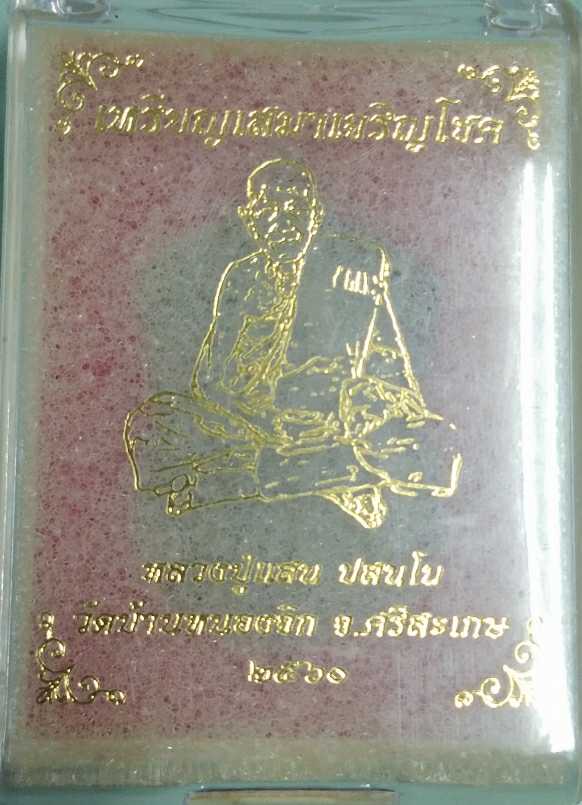 เหรียญเสมาเจริญโชค
หลวงปู่แสน ปสนฺโน
วัดบ้านหนองจิก จ.ศรีสะเกษ
๒๕๖๐